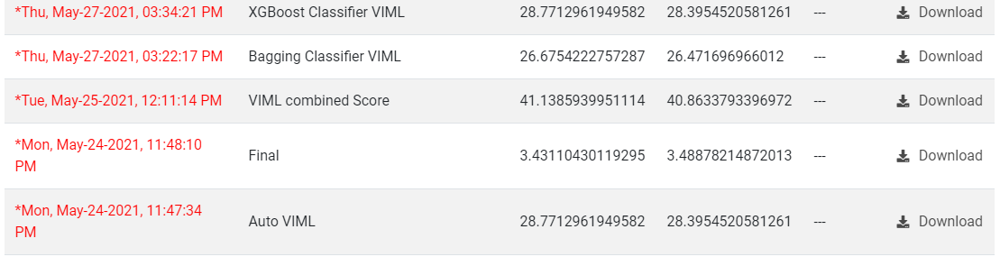 *Thu, May-27-2021, 03:34:21 PM XGBoost Classifier VIML 28.7712961949582 28.3954520581261 --- Download
*Thu, May-27-2021, 03:22:17 PM Bagging Classifier VIML 26.6754222757287 26.471696966012 --- Download
*Tue, May-25-2021, 12:11:14 PM VIML combined Score 41.1385939951114 40.8633793396972 --- Download
*Mon, May-24-2021, 11:48:10
PM
Final 3.43110430119295 3.48878214872013 --- Download
*Mon, May-24-2021, 11:47:34
PM
Auto VIML 28.7712961949582 28.3954520581261 --- Download